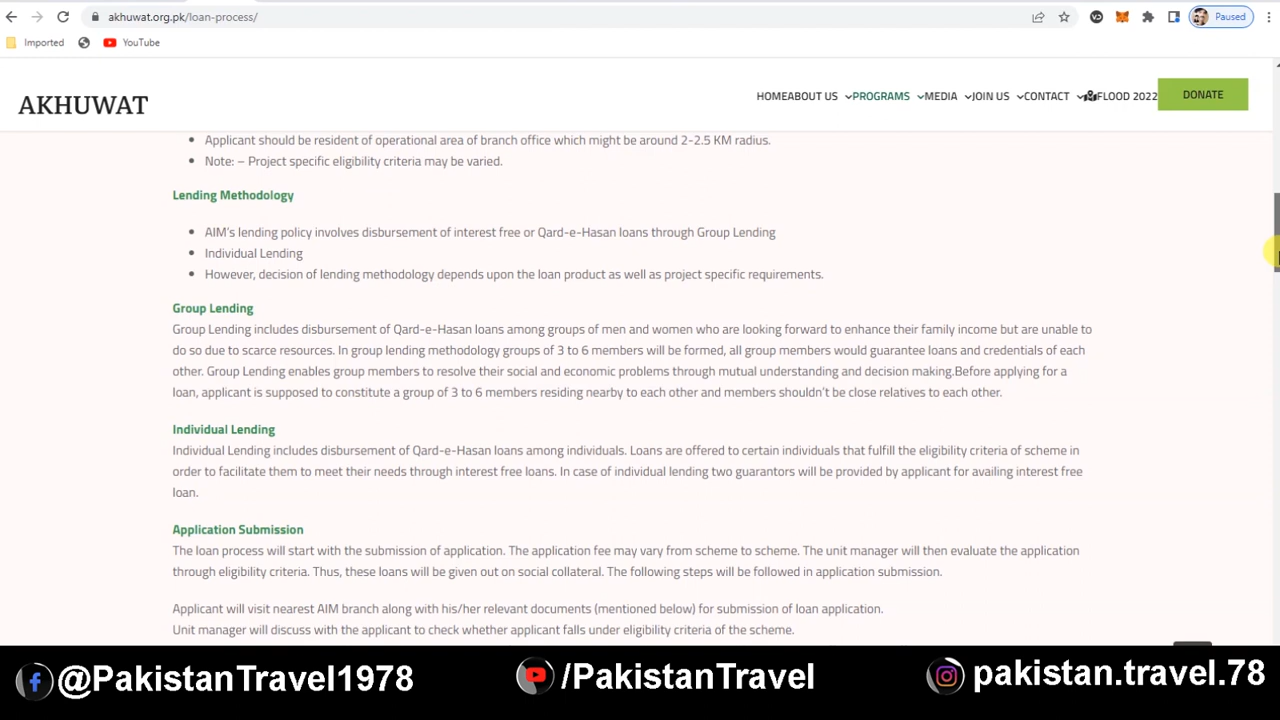 akhuwat.org.pk/loan-process/
Paused
Imported
YouTube
AKHUWAT
HOME ABOUT US PROGRAMS MEDIA JOIN US CONTACT FLOOD 2022
DONATE
Applicant should be resident of operational area of branch office which might be around 2-2.5 KM radius.
Note: – Project specific eligibility criteria may be varied.
Lending Methodology
AIM's lending policy involves disbursement of interest free or Qard-e-Hasan loans through Group Lending
Individual Lending
However, decision of lending methodology depends upon the loan product as well as project specific requirements.
Group Lending
Group Lending includes disbursement of Qard-e-Hasan loans among groups of men and women who are looking forward to enhance their family income but are unable to
do so due to scarce resources. In group lending methodology groups of 3 to 6 members will be formed, all group members would guarantee loans and credentials of each
other. Group Lending enables group members to resolve their social and economic problems through mutual understanding and decision making.Before applying for a
loan, applicant is supposed to constitute a group of 3 to 6 members residing nearby to each other and members shouldn't be close relatives to each other.
Individual Lending
Individual Lending includes disbursement of Qard-e-Hasan loans among individuals. Loans are offered to certain individuals that fulfill the eligibility criteria of scheme in
order to facilitate them to meet their needs through interest free loans. In case of individual lending two guarantors will be provided by applicant for availing interest free
loan.
Application Submission
The loan process will start with the submission of application. The application fee may vary from scheme to scheme. The unit manager will then evaluate the application
through eligibility criteria. Thus, these loans will be given out on social collateral. The following steps will be followed in application submission.
Applicant will visit nearest AIM branch along with his/her relevant documents (mentioned below) for submission of loan application.
Unit manager will discuss with the applicant to check whether applicant falls under eligibility criteria of the scheme.
@PakistanTravel1978
/PakistanTravel
pakistan.travel.78